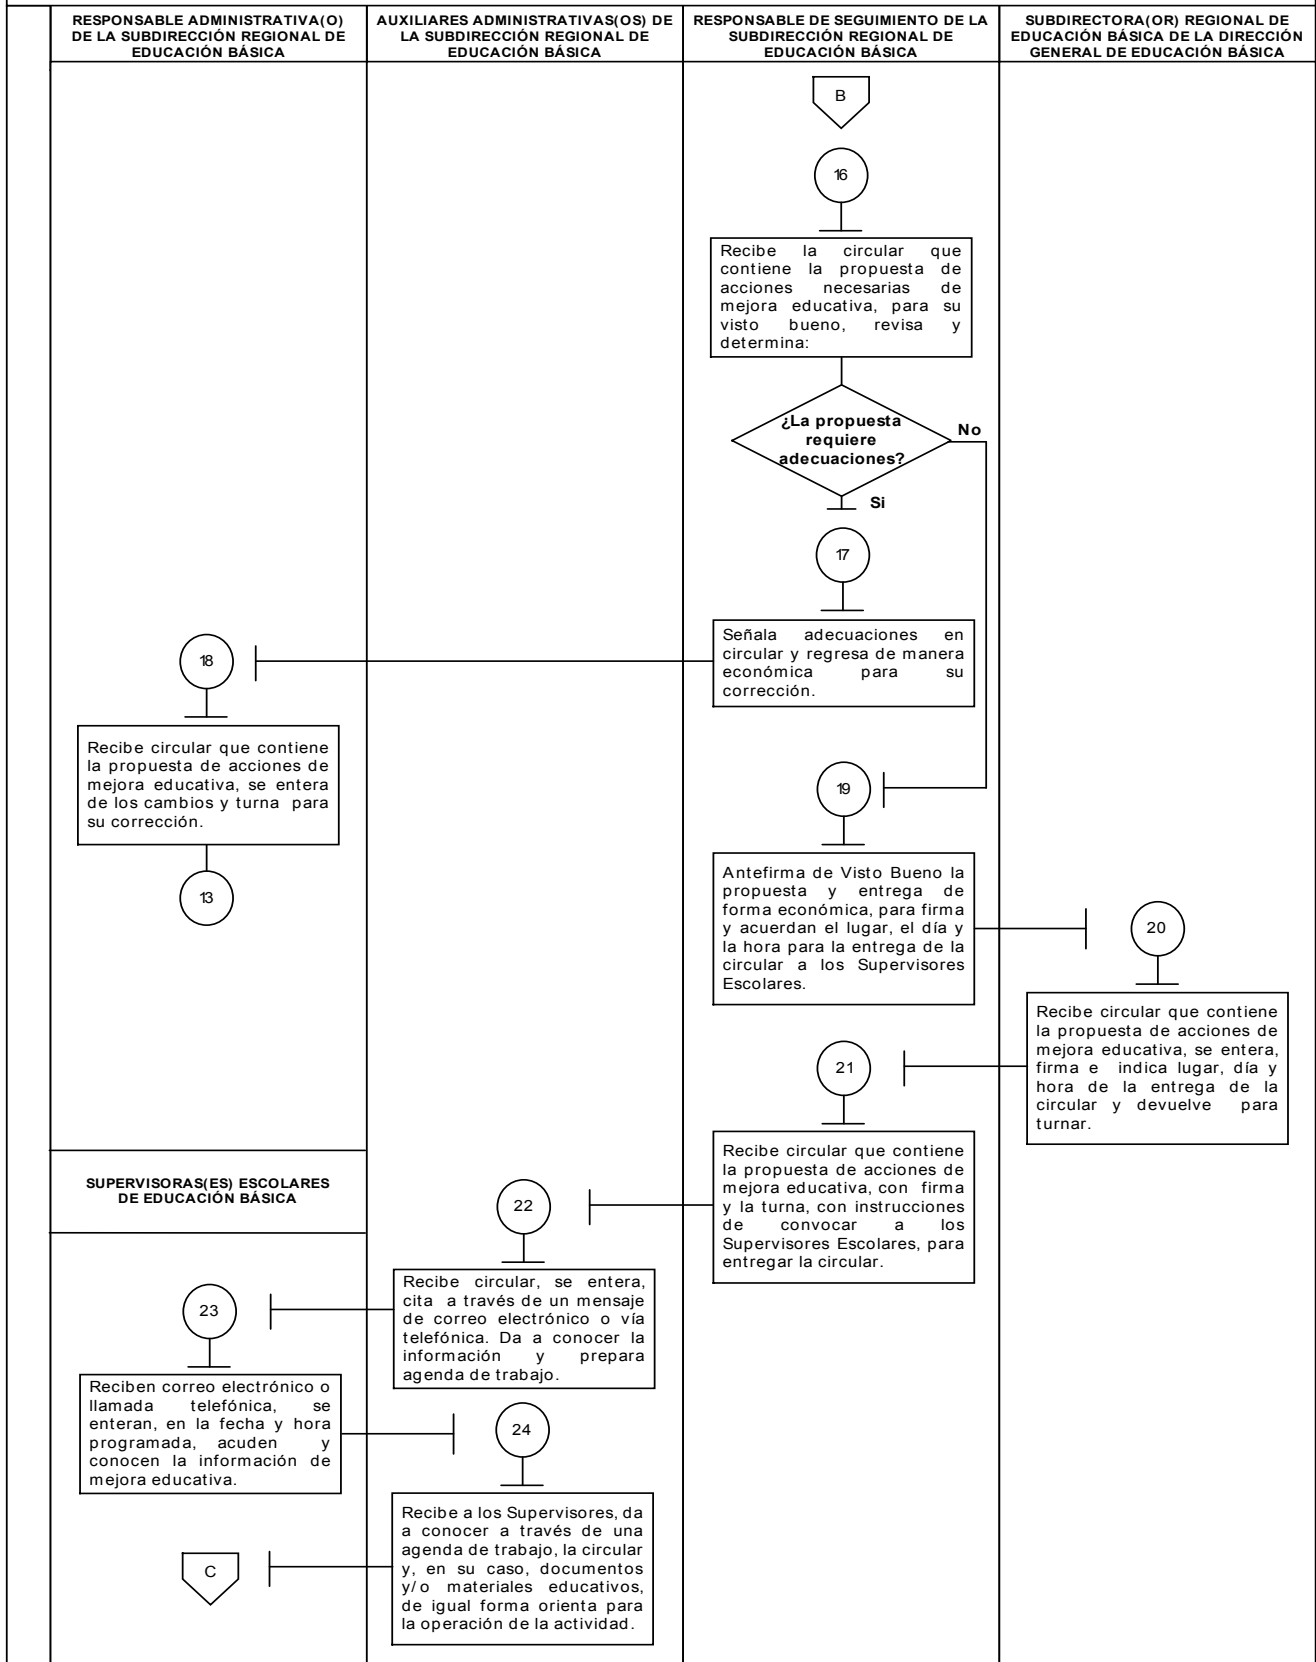 RESPONSABLE ADMINISTRATIVA(O)
DE LA SUBDIRECCIÓN REGIONAL DE
EDUCACIÓN BÁSICA
AUXILIARES ADMINISTRATIVAS(OS) DE
LA SUBDIRECCIÓN REGIONAL DE
EDUCACIÓN BÁSICA
RESPONSABLE DE SEGUIMIENTO DE LA
SUBDIRECCIÓN REGIONAL DE
EDUCACIÓN BÁSICA
SUBDIRECTORA(OR) REGIONAL DE
EDUCACIÓN BÁSICA DE LA DIRECCIÓN
GENERAL DE EDUCACIÓN BÁSICA
B
16
Recibe la circular que
contiene la propuesta de
acciones necesarias de
mejora educativa, para su
visto bueno, revisa y
determina:
¿La propuesta
requiere
adecuaciones?
No
Si
17
Señala adecuaciones en
circular y regresa de manera
económica para su
corrección.
18
Recibe circular que contiene
la propuesta de acciones de
mejora educativa, se entera
de los cambios y turna para
su corrección.
13
19
Antefirma de Visto Bueno la
propuesta y entrega de
forma económica, para firma
y acuerdan el lugar, el día y
la hora para la entrega de la
circular a los Supervisores
Escolares.
20
Recibe circular que contiene
la propuesta de acciones de
mejora educativa, se entera,
firma e indica lugar, día y
hora de la entrega de la
circular y devuelve para
turnar.
21
Recibe circular que contiene
la propuesta de acciones de
mejora educativa, con firma
y la turna, con instrucciones
de convocar a los
Supervisores Escolares, para
entregar la circular.
SUPERVISORAS(ES) ESCOLARES
DE EDUCACIÓN BÁSICA
22
Recibe circular, se entera,
cita a través de un mensaje
de correo electrónico o vía
telefónica. Da a conocer la
información y prepara
agenda de trabajo.
23
Reciben correo electrónico o
llamada telefónica, se
enteran, en la fecha y hora
programada, acuden y
conocen la información de
mejora educativa.
24
Recibe a los Supervisores, da
a conocer a través de una
agenda de trabajo, la circular
y, en su caso, documentos
y/o materiales educativos,
de igual forma orienta para
la operación de la actividad.
C